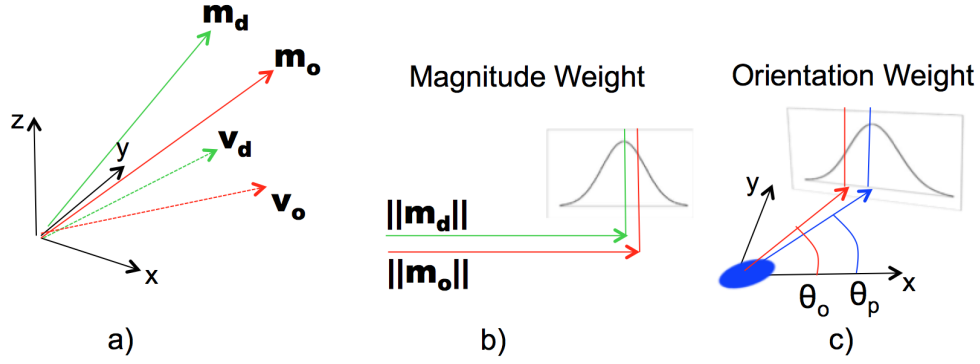 m_d
m_o
z
y
v_d
v_o
x
a)
Magnitude Weight
||m_d||
||m_o||
b)
Orientation Weight
y
x
θ_o
θ_p
c)